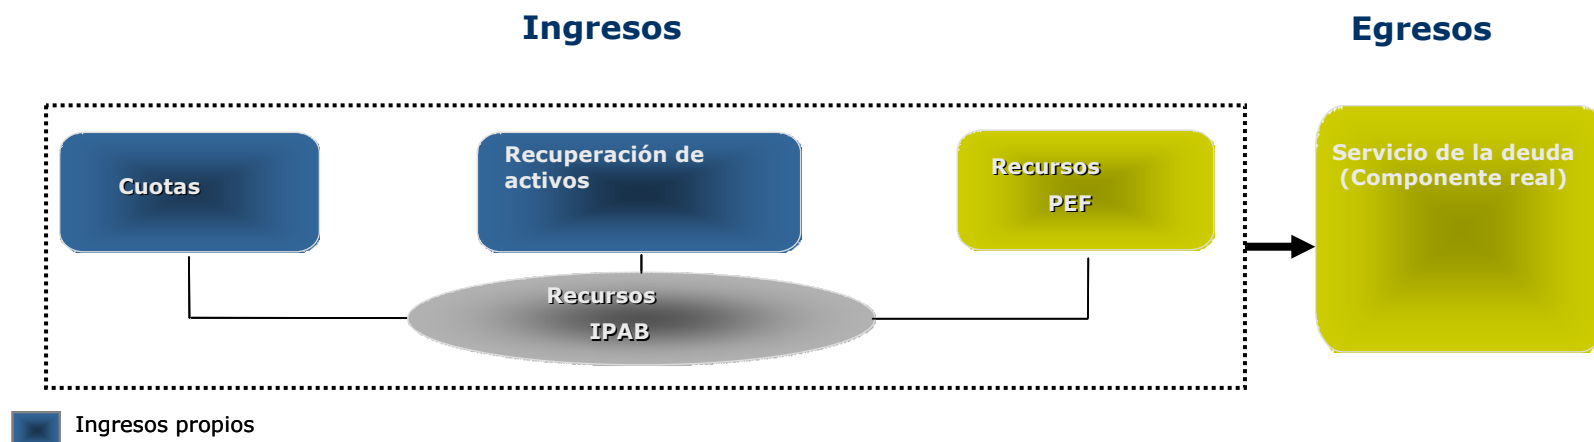 Ingresos
Egresos
Cuotas
Recuperación de
activos
Recursos
PEF
Servicio de la deuda
(Componente real)
Recursos
IPAB
Ingresos propios